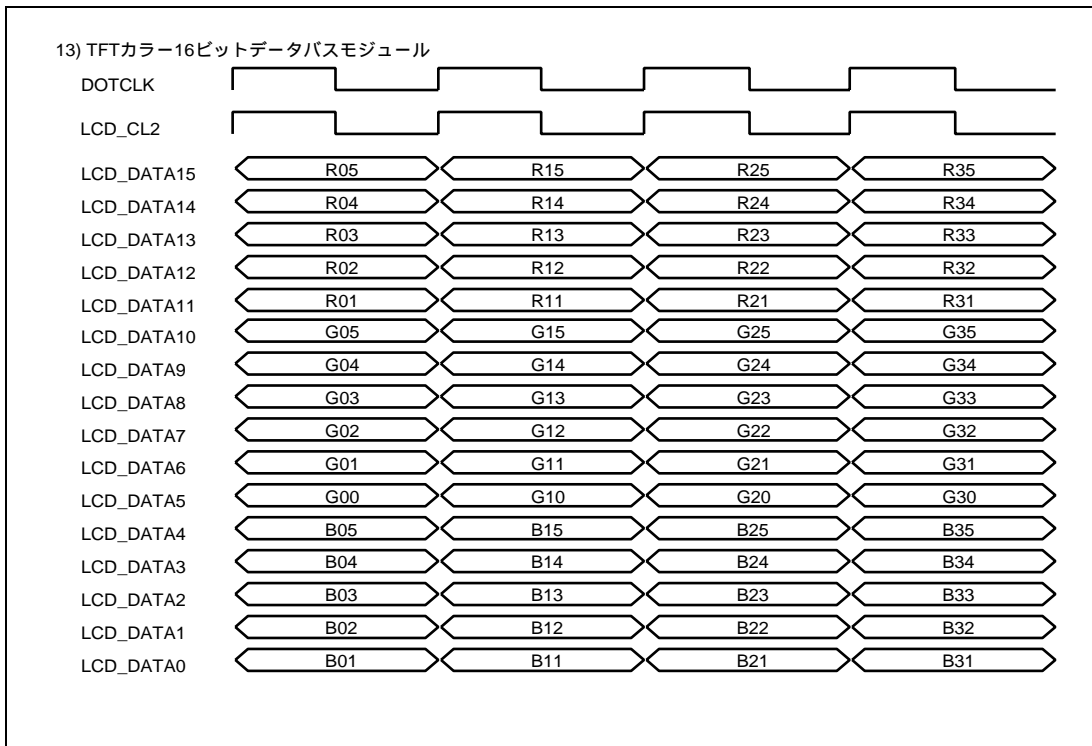 13) TFTカラー16ビットデータバスモジュール
DOTCLK
LCD_CL2
LCD_DATA15 R05 R15 R25 R35
LCD_DATA14 R04 R14 R24 R34
LCD_DATA13 R03 R13 R23 R33
LCD_DATA12 R02 R12 R22 R32
LCD_DATA11 R01 R11 R21 R31
LCD_DATA10 G05 G15 G25 G35
LCD_DATA9 G04 G14 G24 G34
LCD_DATA8 G03 G13 G23 G33
LCD_DATA7 G02 G12 G22 G32
LCD_DATA6 G01 G11 G21 G31
LCD_DATA5 G00 G10 G20 G30
LCD_DATA4 B05 B15 B25 B35
LCD_DATA3 B04 B14 B24 B34
LCD_DATA2 B03 B13 B23 B33
LCD_DATA1 B02 B12 B22 B32
LCD_DATA0 B01 B11 B21 B31